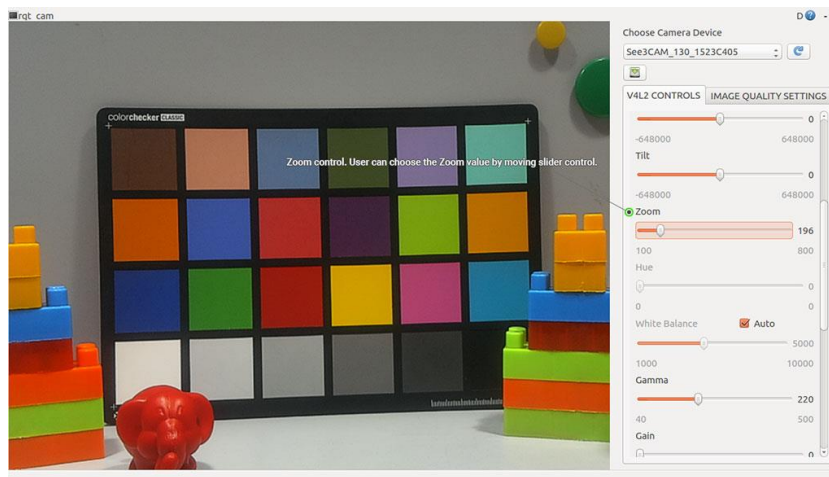 rqt_cam
D
Choose Camera Device
See3CAM_130_1523C405
V4L2 CONTROLS IMAGE QUALITY SETTINGS
0
-648000 648000
Tilt
0
-648000 648000
Zoom
196
100 800
Hue
0
0 0
White Balance Auto
5000
1000 10000
Gamma
220
40 500
Gain
0
colorchecker CLASSIC
Zoom control. User can choose the Zoom value by moving slider control.